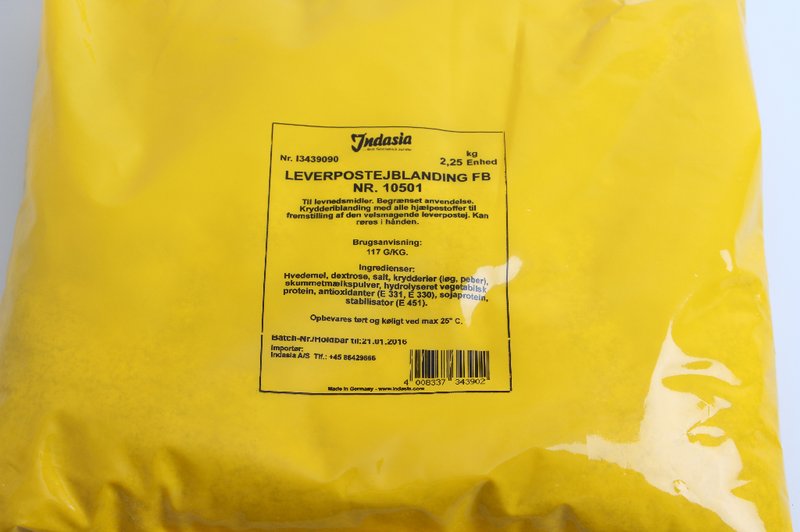 Indasia
Nr. I3439090
kg
2,25 Enhed
LEVERPOSTEJBLANDING FB
NR. 10501
Til levnedsmidler. Begrænset anvendelse.
Krydderiblanding med alle hjælpestoffer til
fremstilling af den velsmagende leverpostej. Kan
røres i hånden.
Brugsanvisning:
117 G/KG.
Ingredienser:
Hvedemel, dextrose, salt, krydderier (løg, peber),
skummetmælkspulver, hydrolyseret vegetabilsk
protein, antioxidanter (E 331, E 330), sojaprotein,
stabilisator (E 451).
Opbevares tørt og køligt ved max 25° C.
Batch-Nr./Holdbar til:21.01.2016
Importør:
Indasia A/S Tlf.: +45 86429666
4 008337 343902
Made in Germany - www.indasia.com